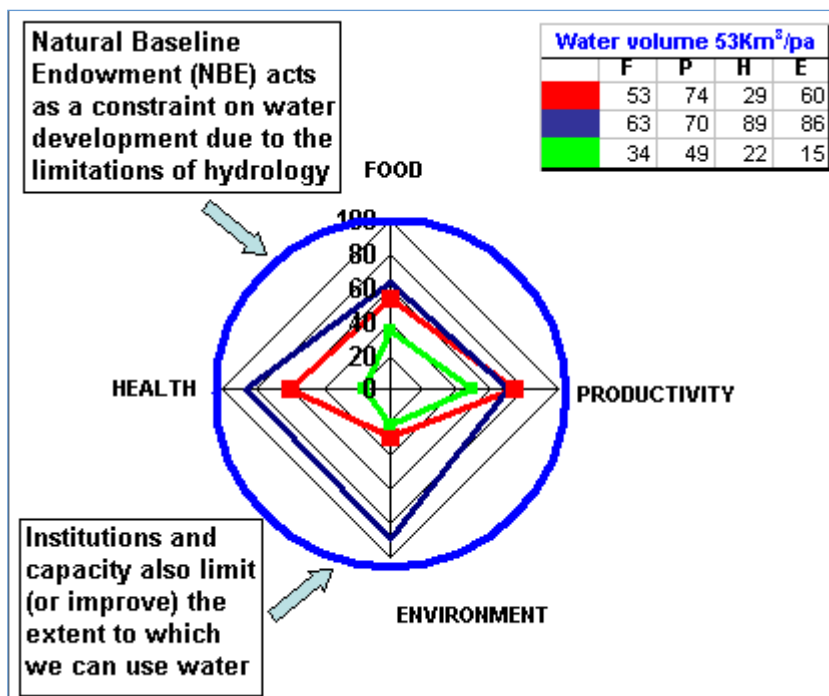 Natural Baseline
Endowment (NBE) acts
as a constraint on water
development due to the
limitations of hydrology
Water volume 53Km³/pa
F P H E
53 74 29 60
63 70 89 86
34 49 22 15
FOOD
100
80
60
40
20
0
HEALTH
PRODUCTIVITY
ENVIRONMENT
Institutions and
capacity also limit
(or improve) the
extent to which
we can use water